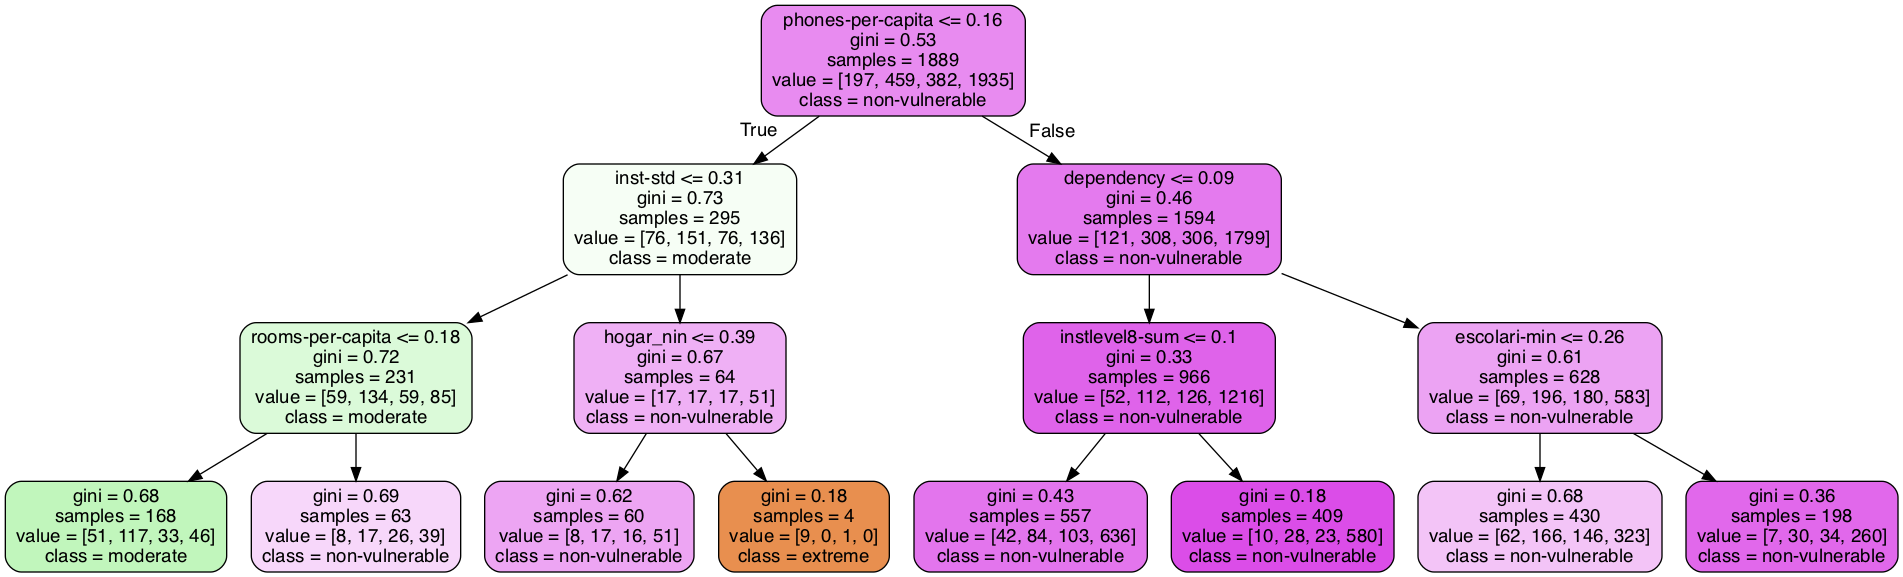 phones-per-capita <= 0.16
gini = 0.53
samples = 1889
value = [197, 459, 382, 1935]
class = non-vulnerable
True
False
inst-std <= 0.31
gini = 0.73
samples = 295
value = [76, 151, 76, 136]
class = moderate
dependency <= 0.09
gini = 0.46
samples = 1594
value = [121, 308, 306, 1799]
class = non-vulnerable
rooms-per-capita <= 0.18
gini = 0.72
samples = 231
value = [59, 134, 59, 85]
class = moderate
hogar_nin <= 0.39
gini = 0.67
samples = 64
value = [17, 17, 17, 51]
class = non-vulnerable
instlevel8-sum <= 0.1
gini = 0.33
samples = 966
value = [52, 112, 126, 1216]
class = non-vulnerable
escolari-min <= 0.26
gini = 0.61
samples = 628
value = [69, 196, 180, 583]
class = non-vulnerable
gini = 0.68
samples = 168
value = [51, 117, 33, 46]
class = moderate
gini = 0.69
samples = 63
value = [8, 17, 26, 39]
class = non-vulnerable
gini = 0.62
samples = 60
value = [8, 17, 16, 51]
class = non-vulnerable
gini = 0.18
samples = 4
value = [9, 0, 1, 0]
class = extreme
gini = 0.43
samples = 557
value = [42, 84, 103, 636]
class = non-vulnerable
gini = 0.18
samples = 409
value = [10, 28, 23, 580]
class = non-vulnerable
gini = 0.68
samples = 430
value = [62, 166, 146, 323]
class = non-vulnerable
gini = 0.36
samples = 198
value = [7, 30, 34, 260]
class = non-vulnerable